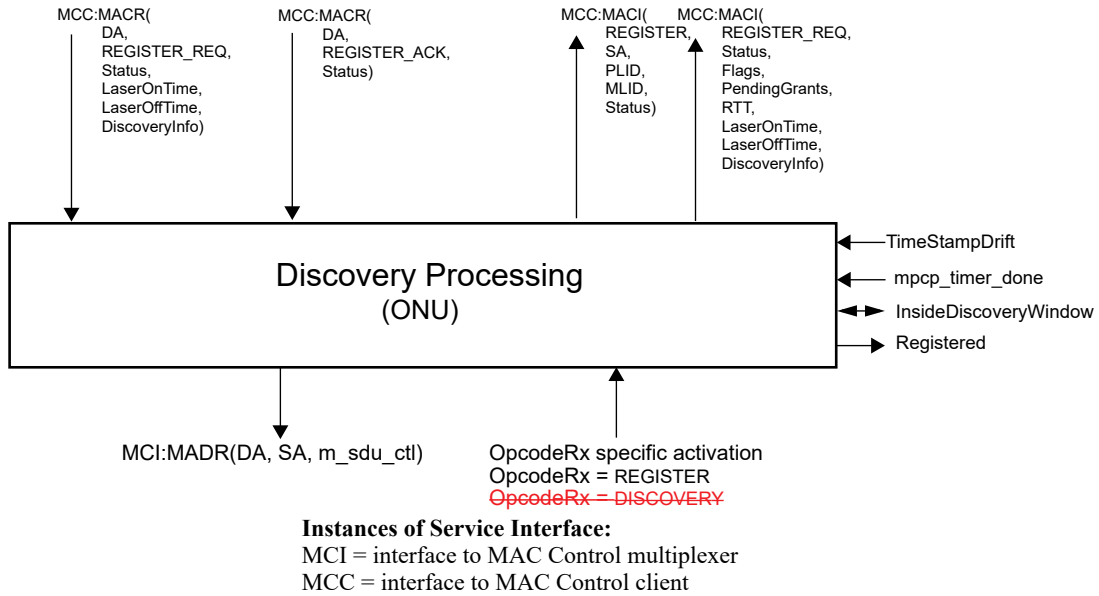 MCC:MACR(
DA,
REGISTER_REQ,
Status,
LaserOnTime,
LaserOffTime,
DiscoveryInfo)
MCC:MACR(
DA,
REGISTER_ACK,
Status)
MCC:MACI(
REGISTER,
SA,
PLID,
MLID,
Status)
MCC:MACI(
REGISTER_REQ,
Status,
Flags,
PendingGrants,
RTT,
LaserOnTime,
LaserOffTime,
DiscoveryInfo)
Discovery Processing
(ONU)
TimeStampDrift
mpcp_timer_done
InsideDiscoveryWindow
Registered
MCI:MADR(DA, SA, m_sdu_ctl)
OpcodeRx specific activation
OpcodeRx = REGISTER
OpcodeRx = DISCOVERY
Instances of Service Interface:
MCI = interface to MAC Control multiplexer
MCC = interface to MAC Control client